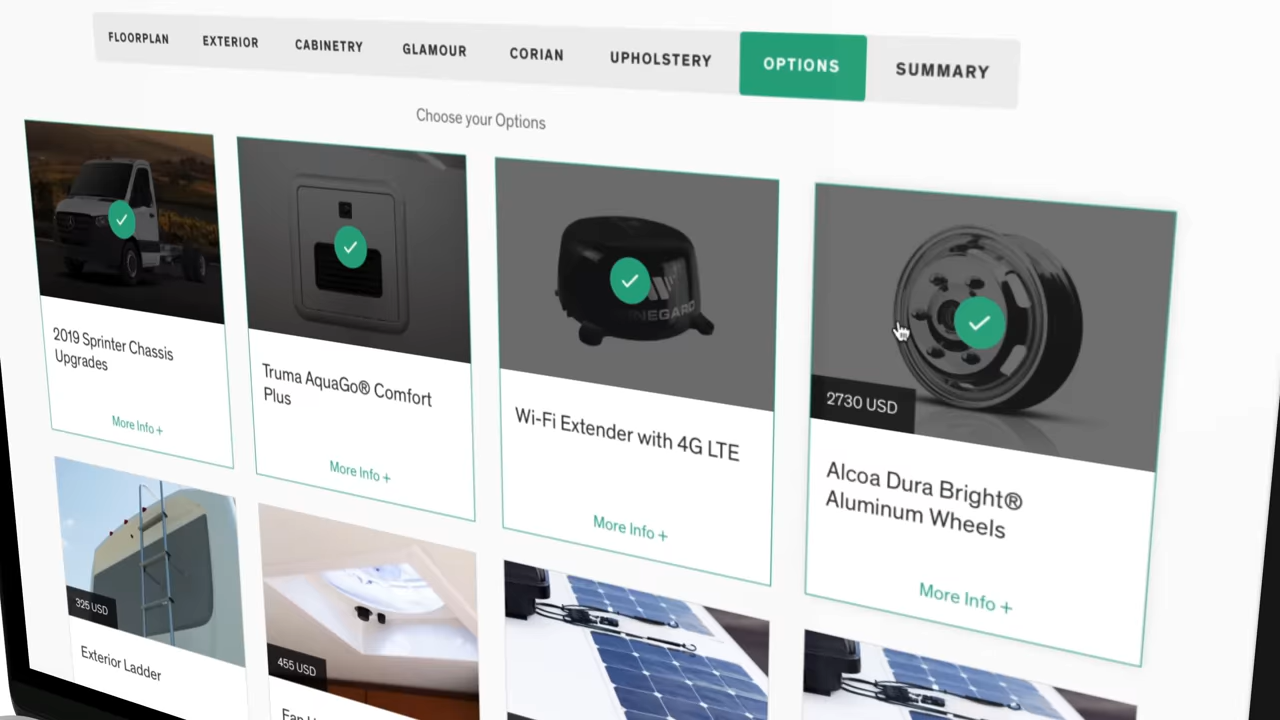 FLOORPLAN
EXTERIOR
CABINETRY
GLAMOUR
CORIAN
UPHOLSTERY
OPTIONS
SUMMARY
Choose your Options
2019 Sprinter Chassis
Upgrades
More Info +
Truma AquaGo® Comfort
Plus
More Info +
Wi-Fi Extender with 4G LTE
More Info +
2730 USD
Alcoa Dura Bright®
Aluminum Wheels
More Info +
325 USD
Exterior Ladder
455 USD